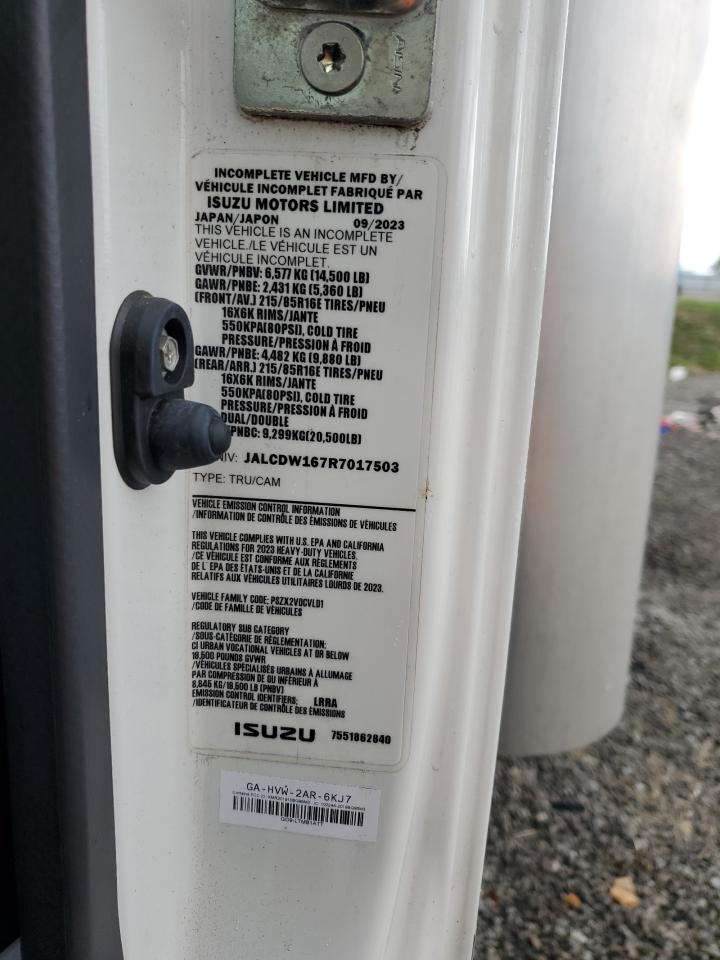 AISIN
INCOMPLETE VEHICLE MFD BY/
VÉHICULE INCOMPLET FABRIQUÉ PAR
ISUZU MOTORS LIMITED
JAPAN/JAPON 09/2023
THIS VEHICLE IS AN INCOMPLETE
VEHICLE./LE VÉHICULE EST UN
VÉHICULE INCOMPLET.
GVWR/PNBV: 6,577 KG (14,500 LB)
GAWR/PNBE: 2,431 KG (5,360 LB)
(FRONT/AV.) 215/85R16E TIRES/PNEU
16X6K RIMS/JANTE
550KPA(80PSI), COLD TIRE
PRESSURE/PRESSION À FROID
GAWR/PNBE: 4,482 KG (9,880 LB)
(REAR/ARR.) 215/85R16E TIRES/PNEU
16X6K RIMS/JANTE
550KPA(80PSI), COLD TIRE
PRESSURE/PRESSION À FROID
DUAL/DOUBLE
/PNBC: 9,299KG(20,500LB)
NIV: JALCDW167R7017503
TYPE: TRU/CAM
VEHICLE EMISSION CONTROL INFORMATION
/INFORMATION DE CONTRÔLE DES ÉMISSIONS DE VÉHICULES
THIS VEHICLE COMPLIES WITH U.S. EPA AND CALIFORNIA
REGULATIONS FOR 2023 HEAVY-DUTY VEHICLES.
/CE VÉHICULE EST CONFORME AUX RÈGLEMENTS
DE L' EPA DES ÉTATS-UNIS ET DE LA CALIFORNIE
RELATIFS AUX VÉHICULES UTILITAIRES LOURDS DE 2023.
VEHICLE FAMILY CODE: PSZX2VOCVLD1
/CODE DE FAMILLE DE VÉHICULES
REGULATORY SUB CATEGORY
/SOUS-CATÉGORIE DE RÈGLEMENTATION;
CI URBAN VOCATIONAL VEHICLES AT OR BELOW
19,500 POUNDS GVWR
/VÉHICULES SPÉCIALISÉS URBAINS À ALLUMAGE
PAR COMPRESSION DE OU INFÉRIEUR À
8,845 KG/19,500 LB (PNBV)
EMISSION CONTROL IDENTIFIERS; LRRA
/IDENTIFICATEUR DE CONTRÔLE DES ÉMISSIONS
ISUZU 7551862840
GA-HVW-2AR-6KJ7
Contains FCC ID:
GO9-LTMB1ATT